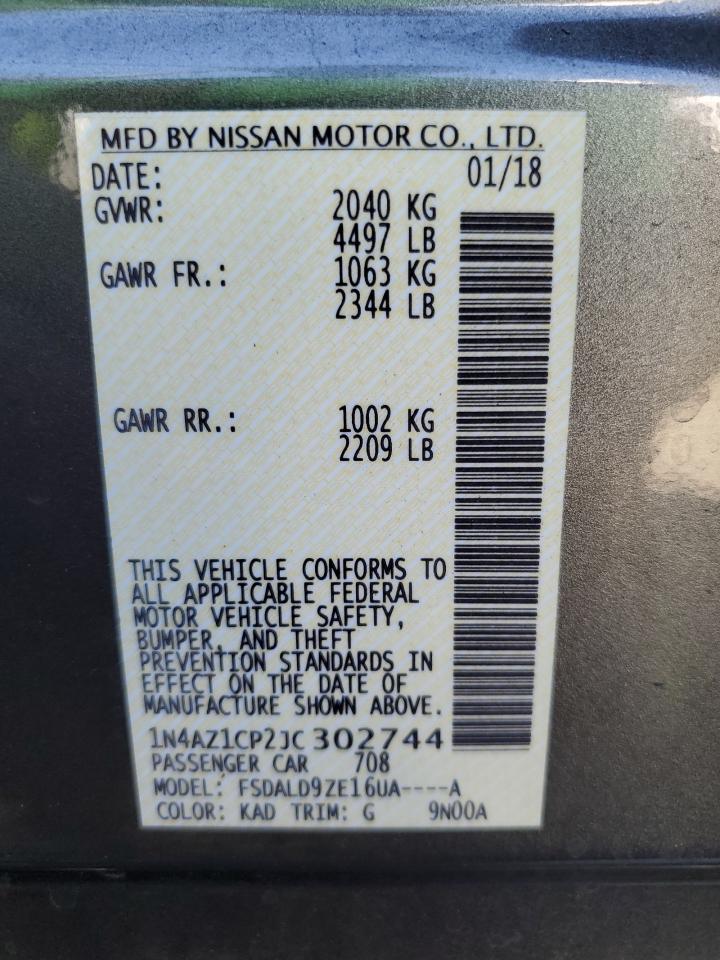 MFD BY NISSAN MOTOR CO., LTD.
DATE: 01/18
GVWR: 2040 KG
4497 LB
GAWR FR.: 1063 KG
2344 LB
GAWR RR.: 1002 KG
2209 LB
THIS VEHICLE CONFORMS TO
ALL APPLICABLE FEDERAL
MOTOR VEHICLE SAFETY,
BUMPER, AND THEFT
PREVENTION STANDARDS IN
EFFECT ON THE DATE OF
MANUFACTURE SHOWN ABOVE.
1N4AZ1CP2JC302744
PASSENGER CAR 708
MODEL: FSDALD9ZE16UA----A
COLOR: KAD TRIM: G 9N00A